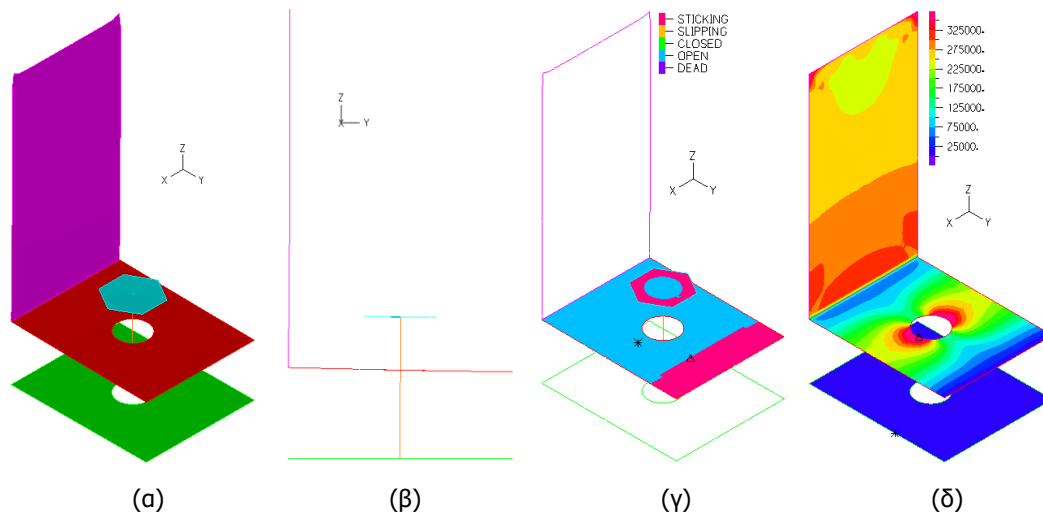 STICKING
SLIPPING
CLOSED
OPEN
DEAD
325000.
275000.
225000.
175000.
125000.
75000.
25000.
Z
X Y
Z
X Y
Z
X Y
Z
X Y
(α) (β) (γ) (δ)